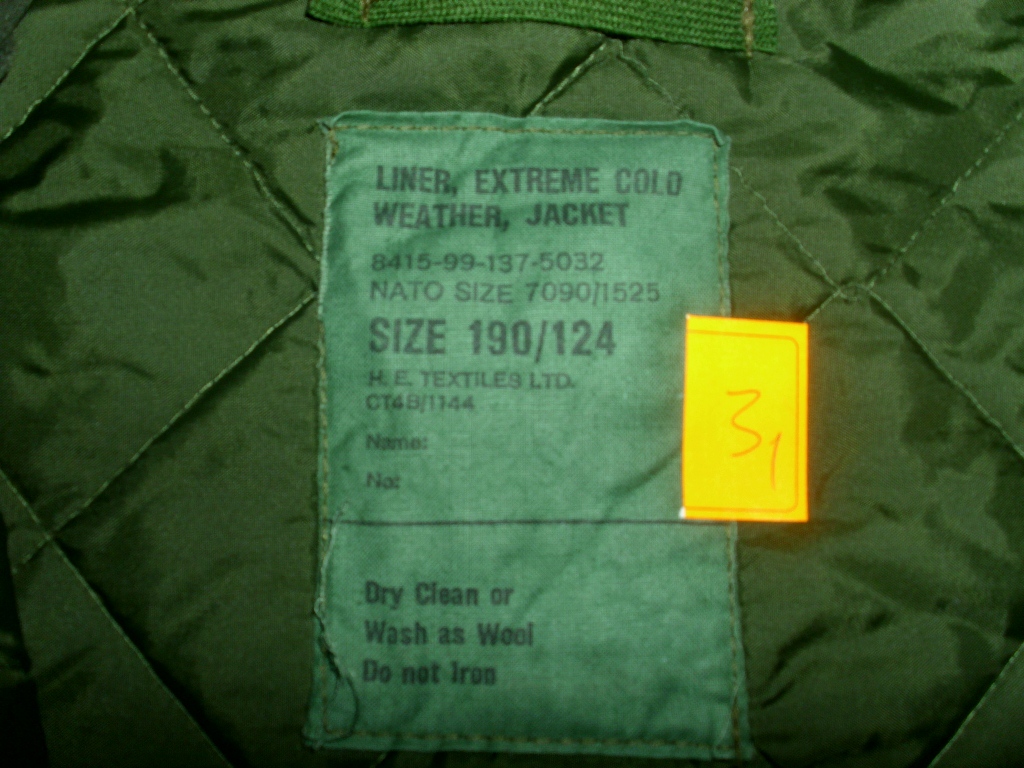 LINER, EXTREME COLD
WEATHER, JACKET
8415-99-137-5032
NATO SIZE 7090/1525
SIZE 190/124
H. E. TEXTILES LTD.
CT4B/1144
Name:
No:
31
Dry Clean or
Wash as Wool
Do not Iron